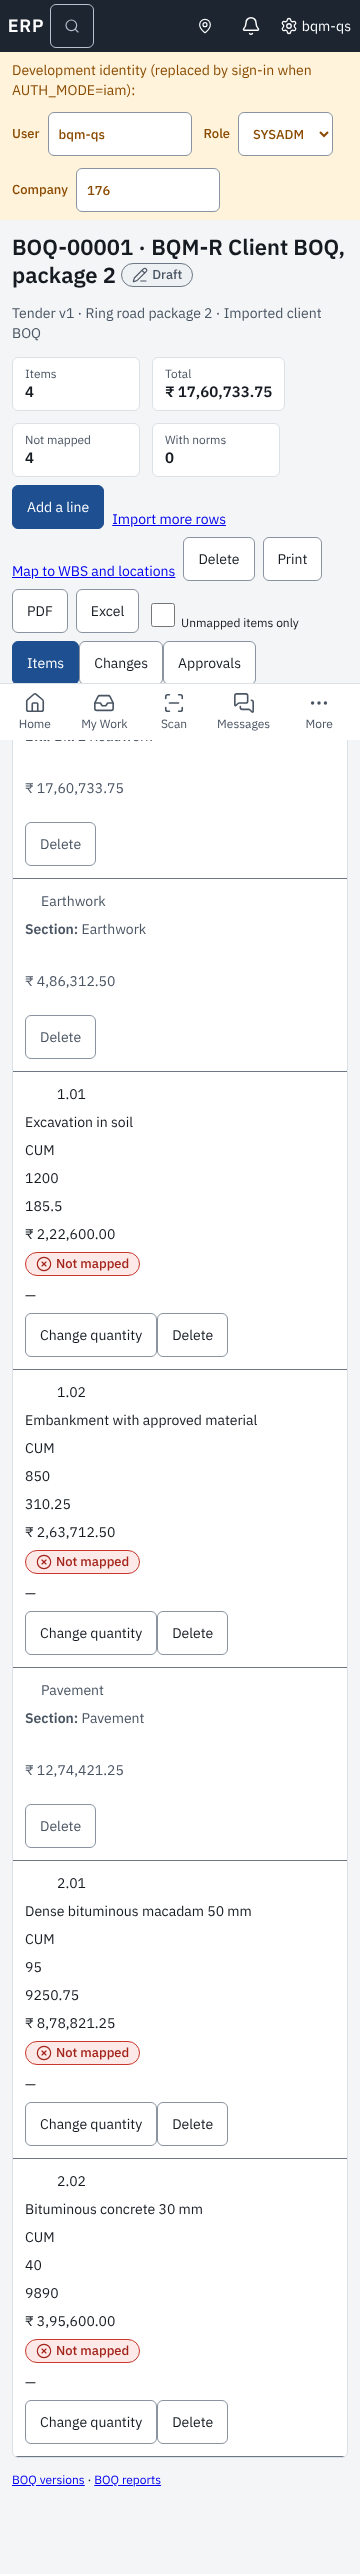 ERP
bqm-qs
Development identity (replaced by sign-in when
AUTH_MODE=iam):
User bqm-qs Role SYSADM
Company 176
BOQ-00001 · BQM-R Client BOQ,
package 2 Draft
Tender v1 · Ring road package 2 · Imported client
BOQ
Items
4
Total
₹ 17,60,733.75
Not mapped
4
With norms
0
Add a line Import more rows
Map to WBS and locations Delete Print
PDF Excel Unmapped items only
Items Changes Approvals
Home My Work Scan Messages More
₹ 17,60,733.75
Delete
Earthwork
Section: Earthwork
₹ 4,86,312.50
Delete
1.01
Excavation in soil
CUM
1200
185.5
₹ 2,22,600.00
Not mapped
—
Change quantity Delete
1.02
Embankment with approved material
CUM
850
310.25
₹ 2,63,712.50
Not mapped
—
Change quantity Delete
Pavement
Section: Pavement
₹ 12,74,421.25
Delete
2.01
Dense bituminous macadam 50 mm
CUM
95
9250.75
₹ 8,78,821.25
Not mapped
—
Change quantity Delete
2.02
Bituminous concrete 30 mm
CUM
40
9890
₹ 3,95,600.00
Not mapped
—
Change quantity Delete
BOQ versions · BOQ reports